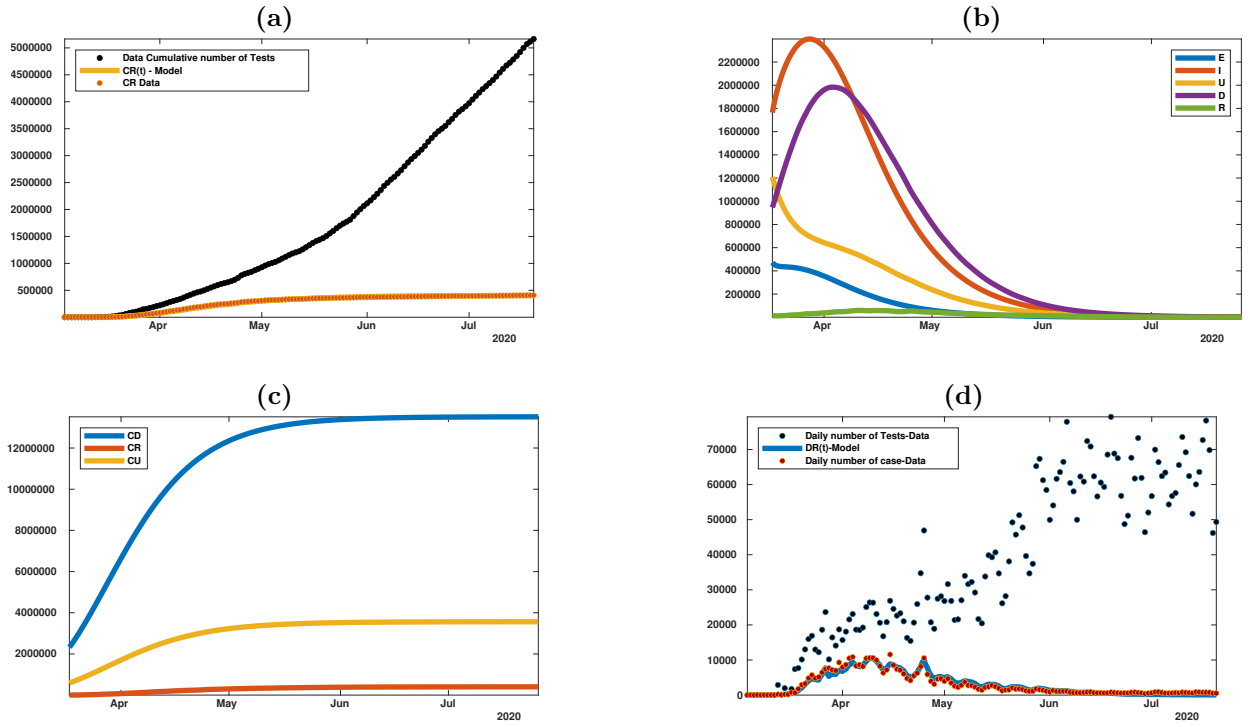 (a)
Data Cumulative number of Tests
CR(t) - Model
CR Data
5000000
4500000
4000000
3500000
3000000
2500000
2000000
1500000
1000000
500000
Apr
May
Jun
Jul
2020
(b)
E
I
U
D
R
2200000
2000000
1800000
1600000
1400000
1200000
1000000
800000
600000
400000
200000
Apr
May
Jun
Jul
2020
(c)
CD
CR
CU
12000000
10000000
8000000
6000000
4000000
2000000
0
Apr
May
Jun
Jul
2020
(d)
Daily number of Tests-Data
DR(t)-Model
Daily number of case-Data
70000
60000
50000
40000
30000
20000
10000
0
Apr
May
Jun
Jul
2020